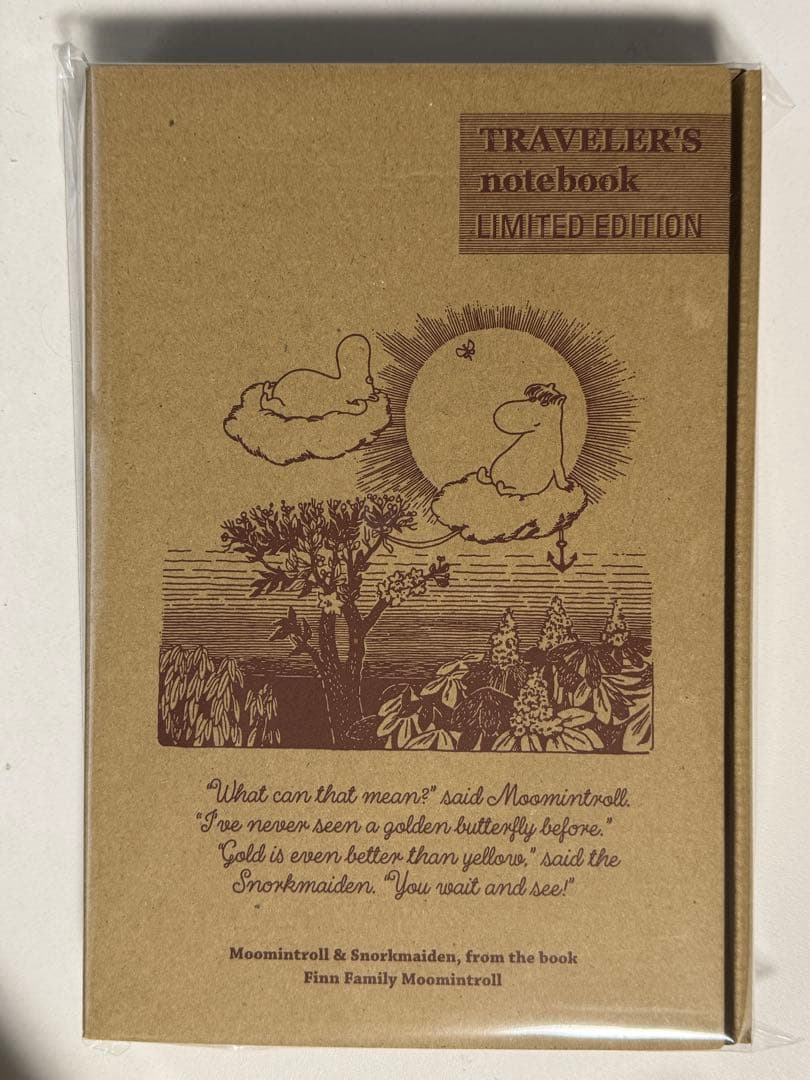 TRAVELER'S
notebook
LIMITED EDITION
"What can that mean?" said Moomintroll.
"I've never seen a golden butterfly before."
"Gold is even better than yellow," said the
Snorkmaiden. "You wait and see!"
Moomintroll & Snorkmaiden, from the book
Finn Family Moomintroll